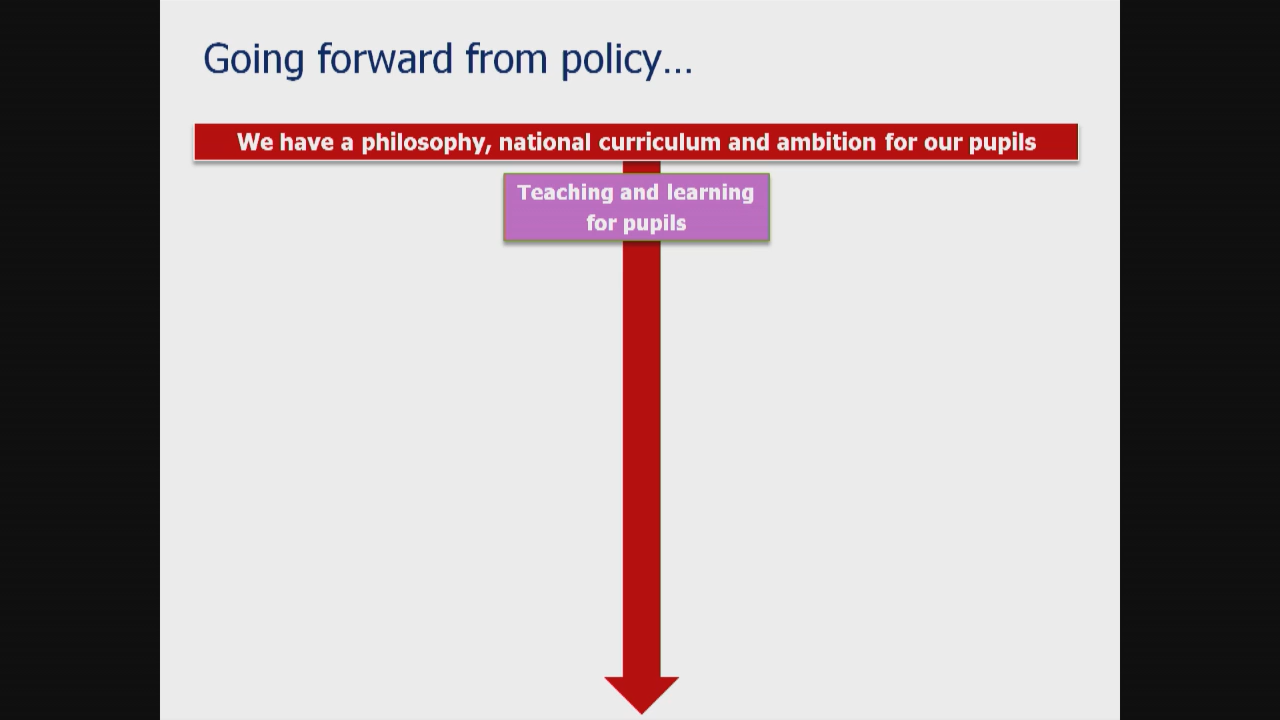 Going forward from policy...
We have a philosophy, national curriculum and ambition for our pupils
Teaching and learning
for pupils